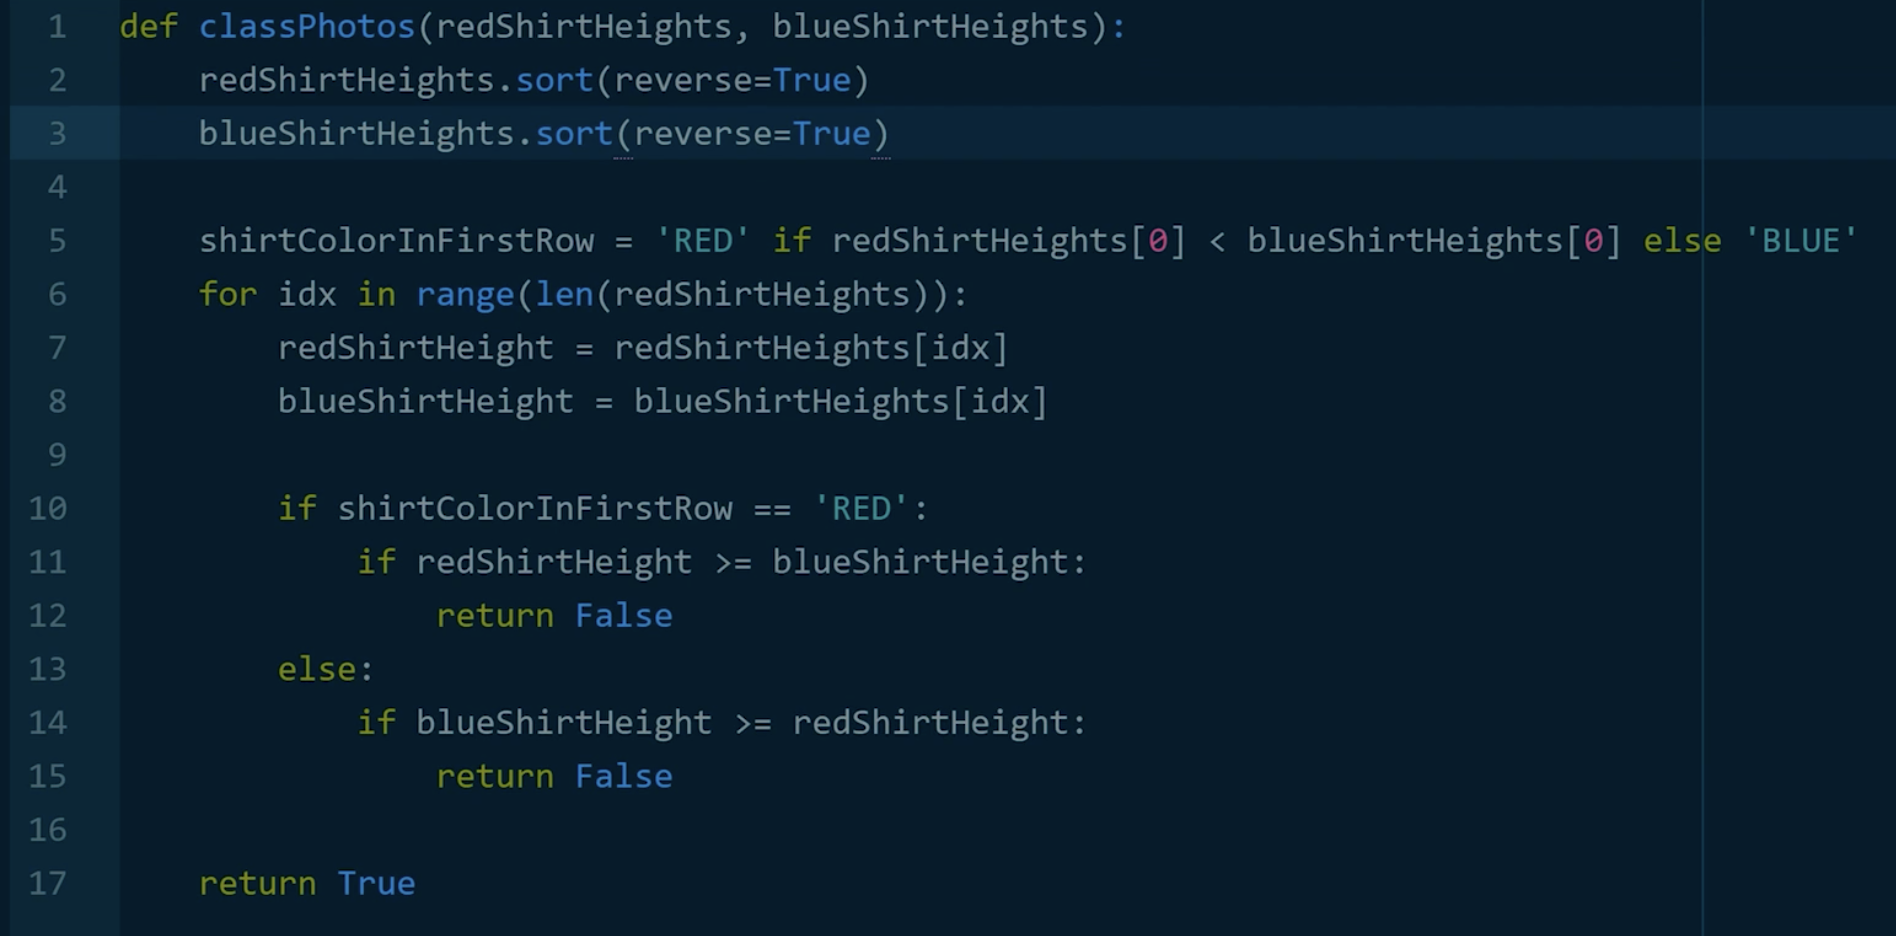 1 def classPhotos(redShirtHeights, blueShirtHeights):
2     redShirtHeights.sort(reverse=True)
3     blueShirtHeights.sort(reverse=True)
4
5     shirtColorInFirstRow = 'RED' if redShirtHeights[0] < blueShirtHeights[0] else 'BLUE'
6     for idx in range(len(redShirtHeights)):
7         redShirtHeight = redShirtHeights[idx]
8         blueShirtHeight = blueShirtHeights[idx]
9
10         if shirtColorInFirstRow == 'RED':
11             if redShirtHeight >= blueShirtHeight:
12                 return False
13         else:
14             if blueShirtHeight >= redShirtHeight:
15                 return False
16
17     return True